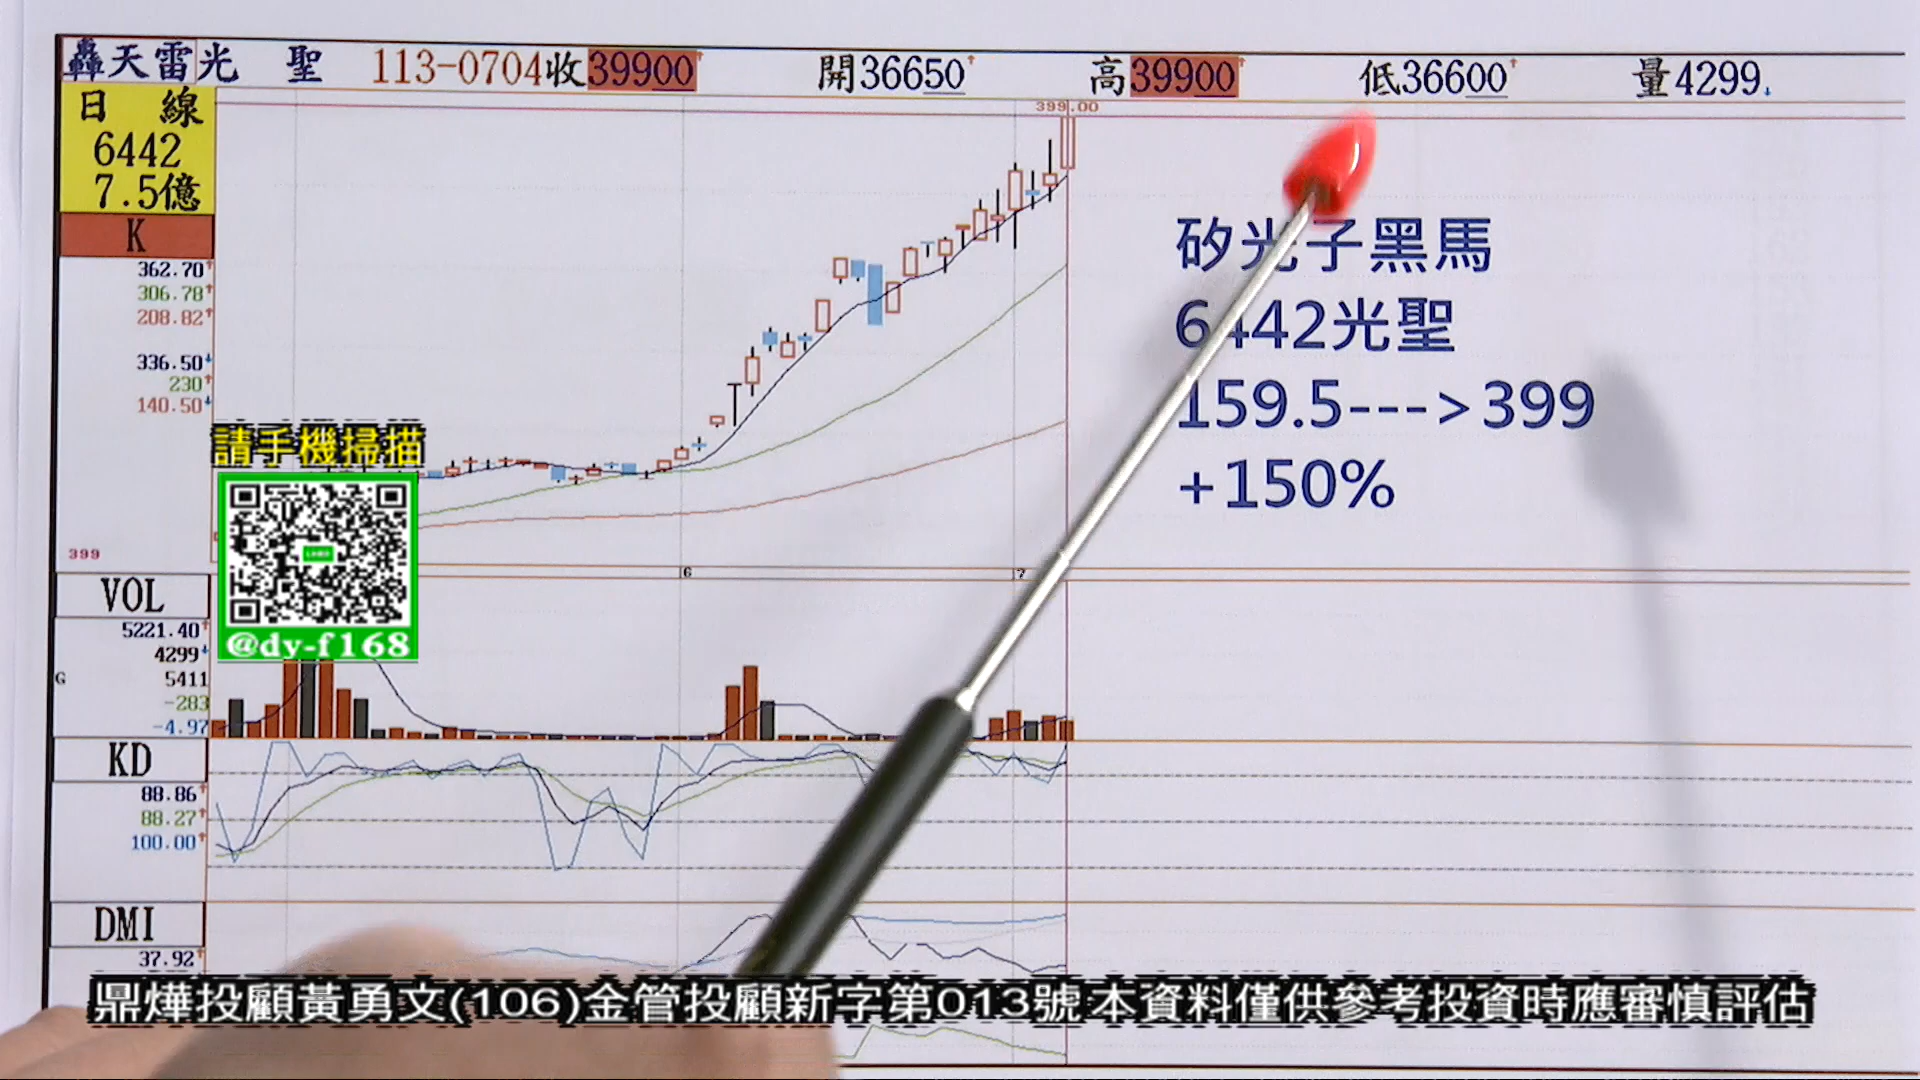 轟天雷光 聖 113-0704收39900↑ 開36650↑ 高39900↑ 低36600↑ 量4299↓
日 線
6442
7.5億
K
399.00
362.70↑
306.78↑
208.82↑
336.50↓
230↑
140.50↓
矽光子黑馬
6442光聖
159.5--->399
+150%
請手機掃描
@dy-f168
399
6
7
VOL
5221.40↑
4299↓
G 5411
-283
-4.97
KD
88.86↑
88.27↑
100.00↑
DMI
37.92↑
鼎燁投顧黃勇文(106)金管投顧新字第013號本資料僅供參考投資時應審慎評估